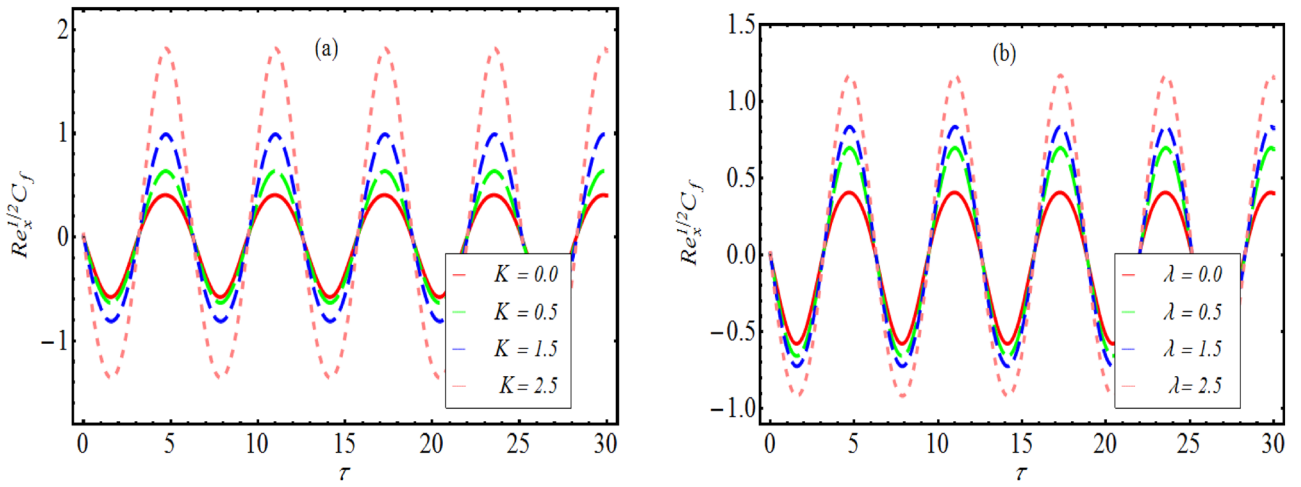 (a)
Re_x^{1/2} C_f
2
1
0
−1
0 5 10 15 20 25 30
τ
K = 0.0
K = 0.5
K = 1.5
K = 2.5
(b)
Re_x^{1/2} C_f
1.5
1.0
0.5
0.0
−0.5
−1.0
0 5 10 15 20 25 30
τ
λ = 0.0
λ = 0.5
λ = 1.5
λ = 2.5